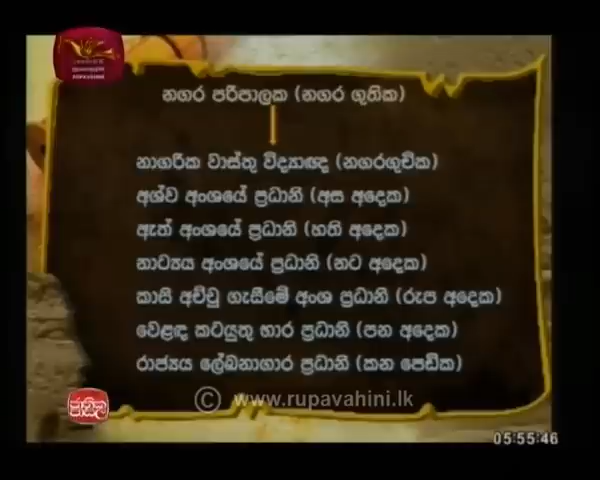 RUPAVAHINI
නගර පරිපාලක (නගර ගුතික)
නාගරික වාස්තු විද්‍යාඥ (නගරගුචික)
අශ්ව අංශයේ ප්‍රධානි (අස අදෙක)
ඇත් අංශයේ ප්‍රධානි (හති අදෙක)
නාට්‍යය අංශයේ ප්‍රධානි (නට අදෙක)
කාසි අච්චු ගැසීමේ අංශ ප්‍රධානි (රූප අදෙක)
වෙළඳ කටයුතු භාර ප්‍රධානි (පන අදෙක)
රාජ්‍යය ලේඛනාගාර ප්‍රධානි (කන පෙඩික)
© www.rupavahini.lk
05:55:46